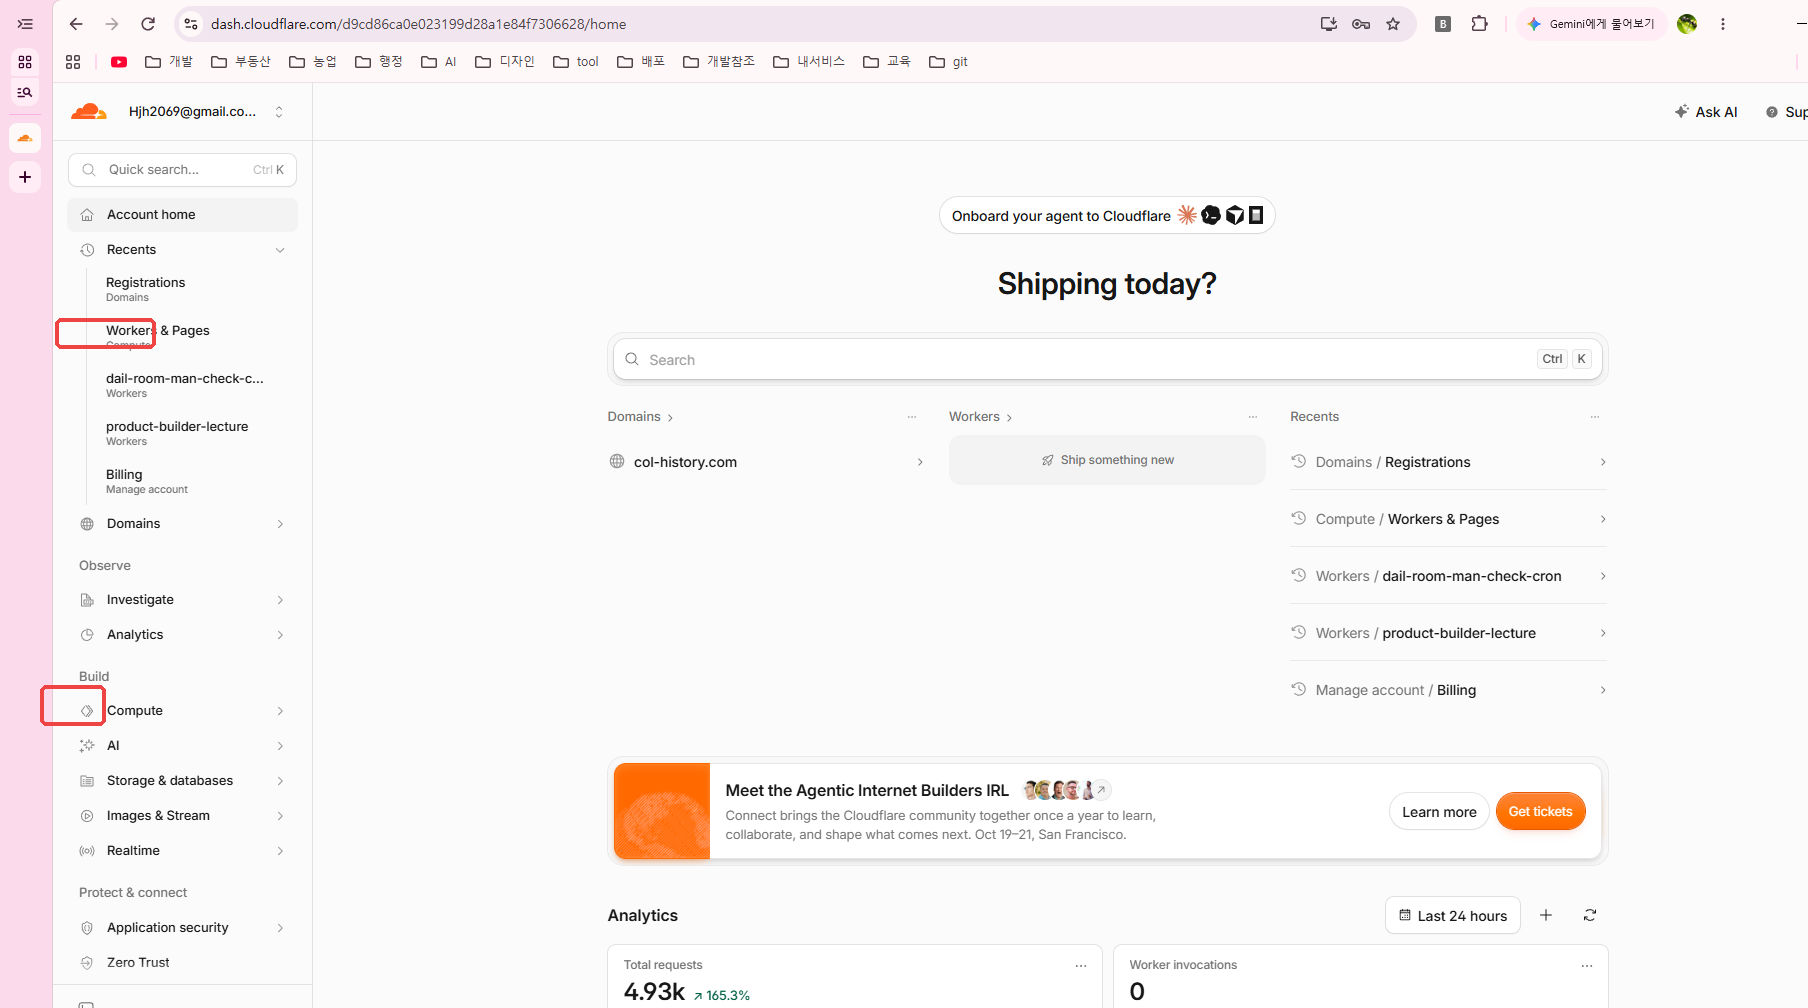 dash.cloudflare.com/d9cd86ca0e023199d28a1e84f7306628/home
B
Gemini에게 물어보기
개발
부동산
농업
행정
AI
디자인
tool
배포
개발참조
내서비스
교육
git
Hjh2069@gmail.co...
Ask AI
Sup
Quick search...
Ctrl K
Account home
Recents
Registrations
Domains
Workers & Pages
Compute
dail-room-man-check-c...
Workers
product-builder-lecture
Workers
Billing
Manage account
Domains
Observe
Investigate
Analytics
Build
Compute
AI
Storage & databases
Images & Stream
Realtime
Protect & connect
Application security
Zero Trust
Onboard your agent to Cloudflare
Shipping today?
Search
Ctrl K
Domains
col-history.com
Workers
Ship something new
Recents
Domains / Registrations
Compute / Workers & Pages
Workers / dail-room-man-check-cron
Workers / product-builder-lecture
Manage account / Billing
Meet the Agentic Internet Builders IRL
Connect brings the Cloudflare community together once a year to learn,
collaborate, and shape what comes next. Oct 19–21, San Francisco.
Learn more
Get tickets
Analytics
Last 24 hours
Total requests
4.93k
165.3%
Worker invocations
0